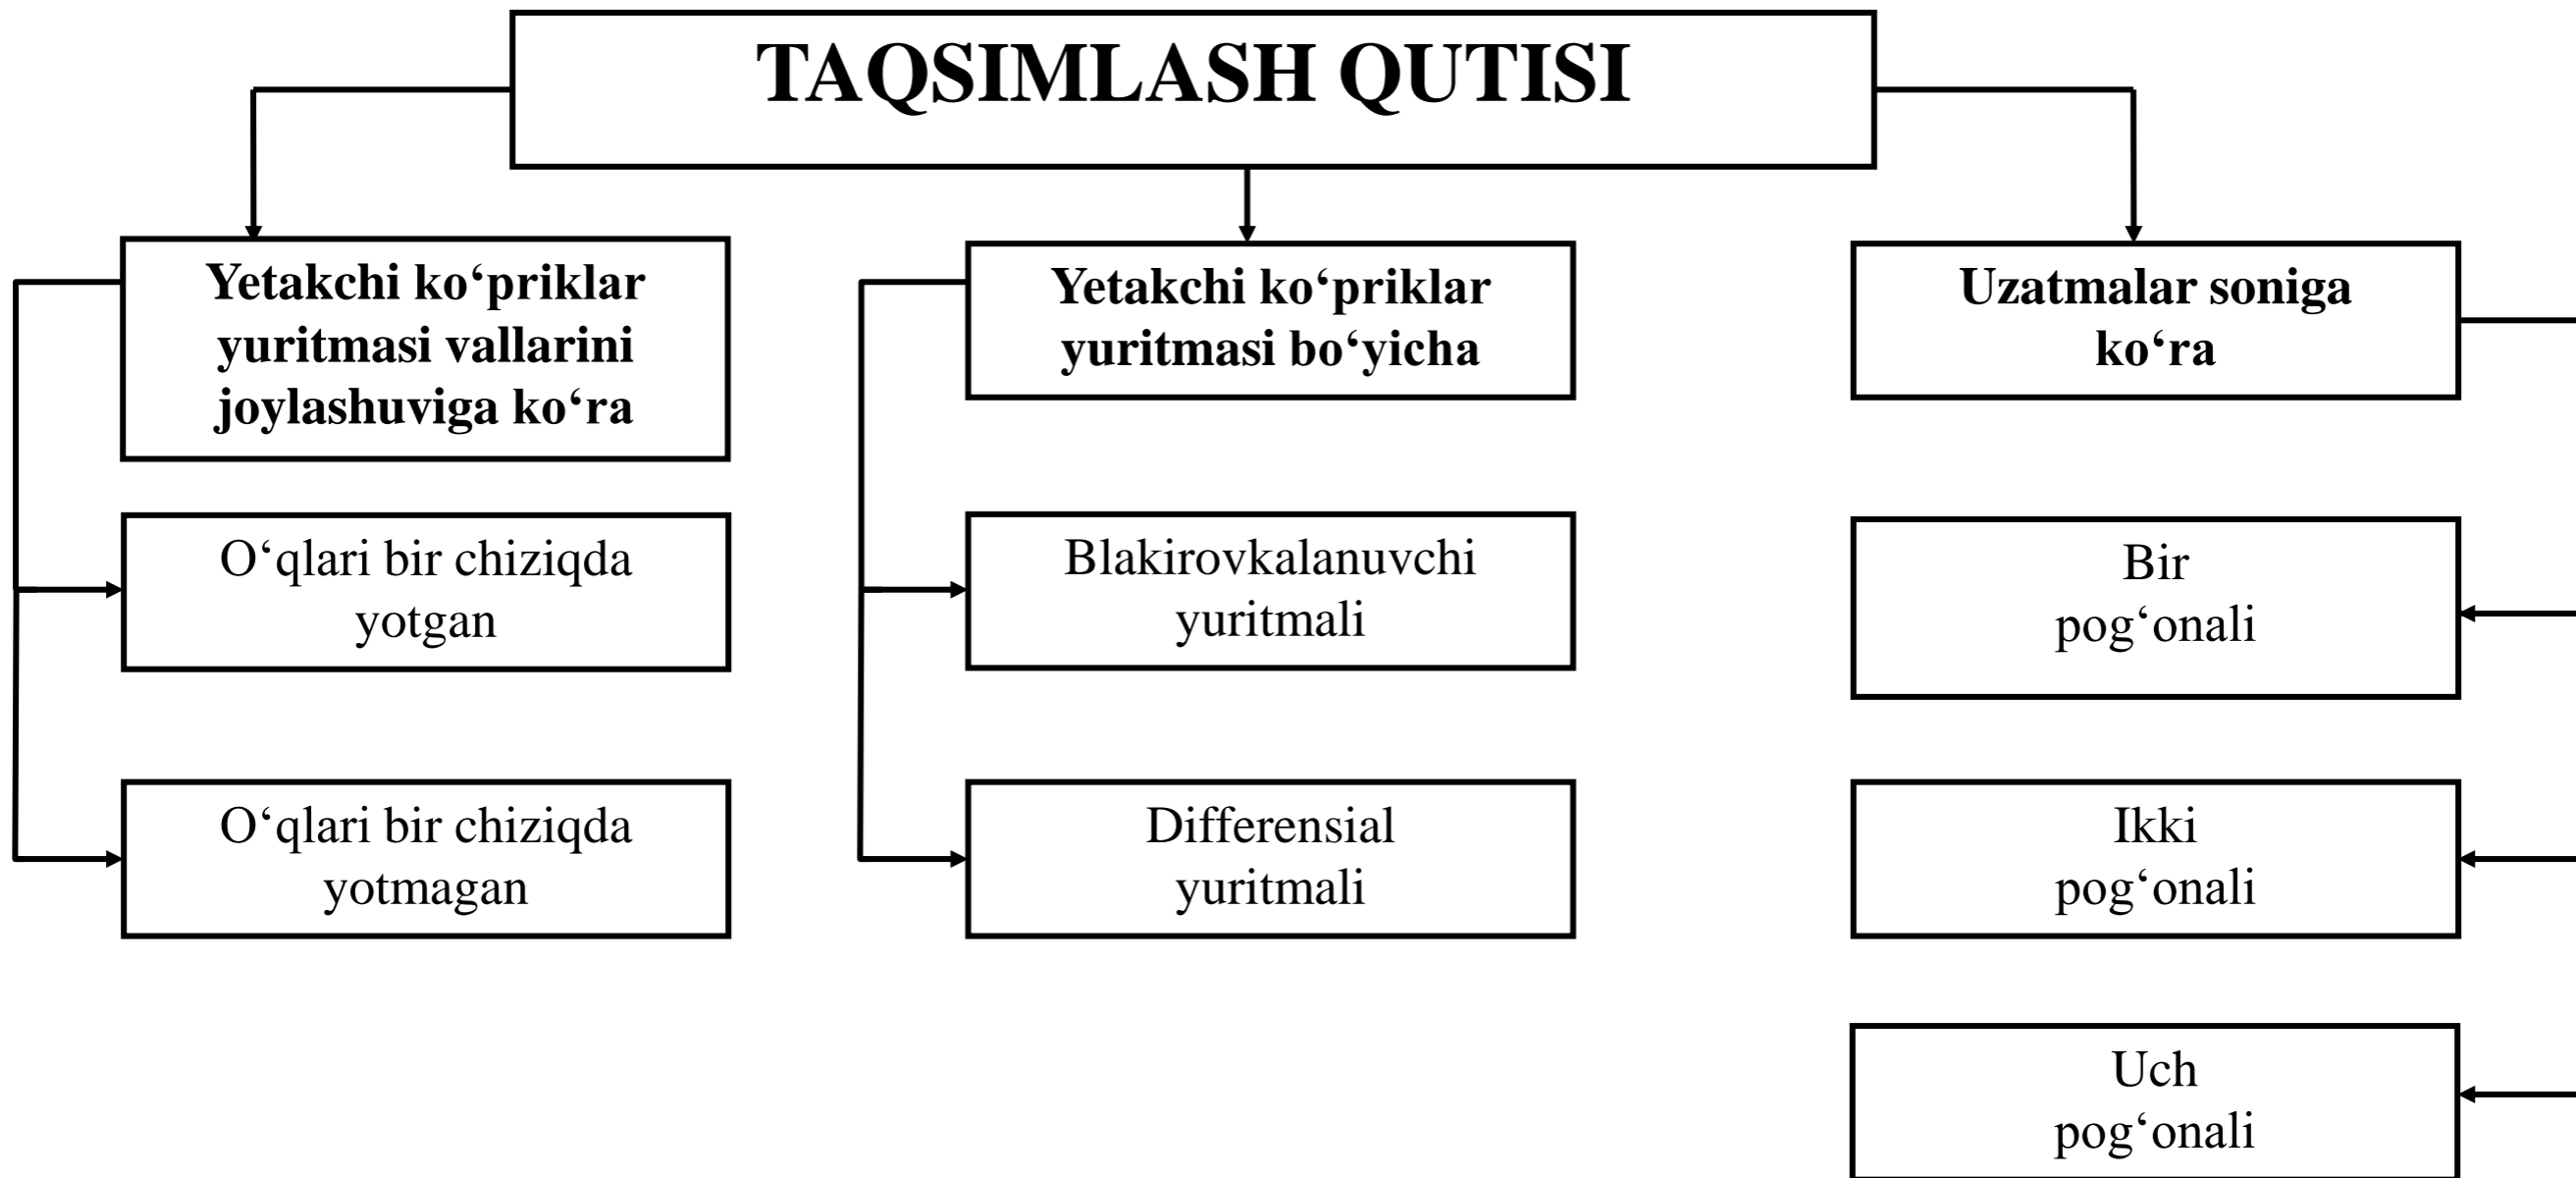 TAQSIMLASH QUTISI
Yetakchi ko‘priklar
yuritmasi vallarini
joylashuviga ko‘ra
O‘qlari bir chiziqda
yotgan
O‘qlari bir chiziqda
yotmagan
Yetakchi ko‘priklar
yuritmasi bo‘yicha
Blakirovkalanuvchi
yuritmali
Differensial
yuritmali
Uzatmalar soniga
ko‘ra
Bir
pog‘onali
Ikki
pog‘onali
Uch
pog‘onali